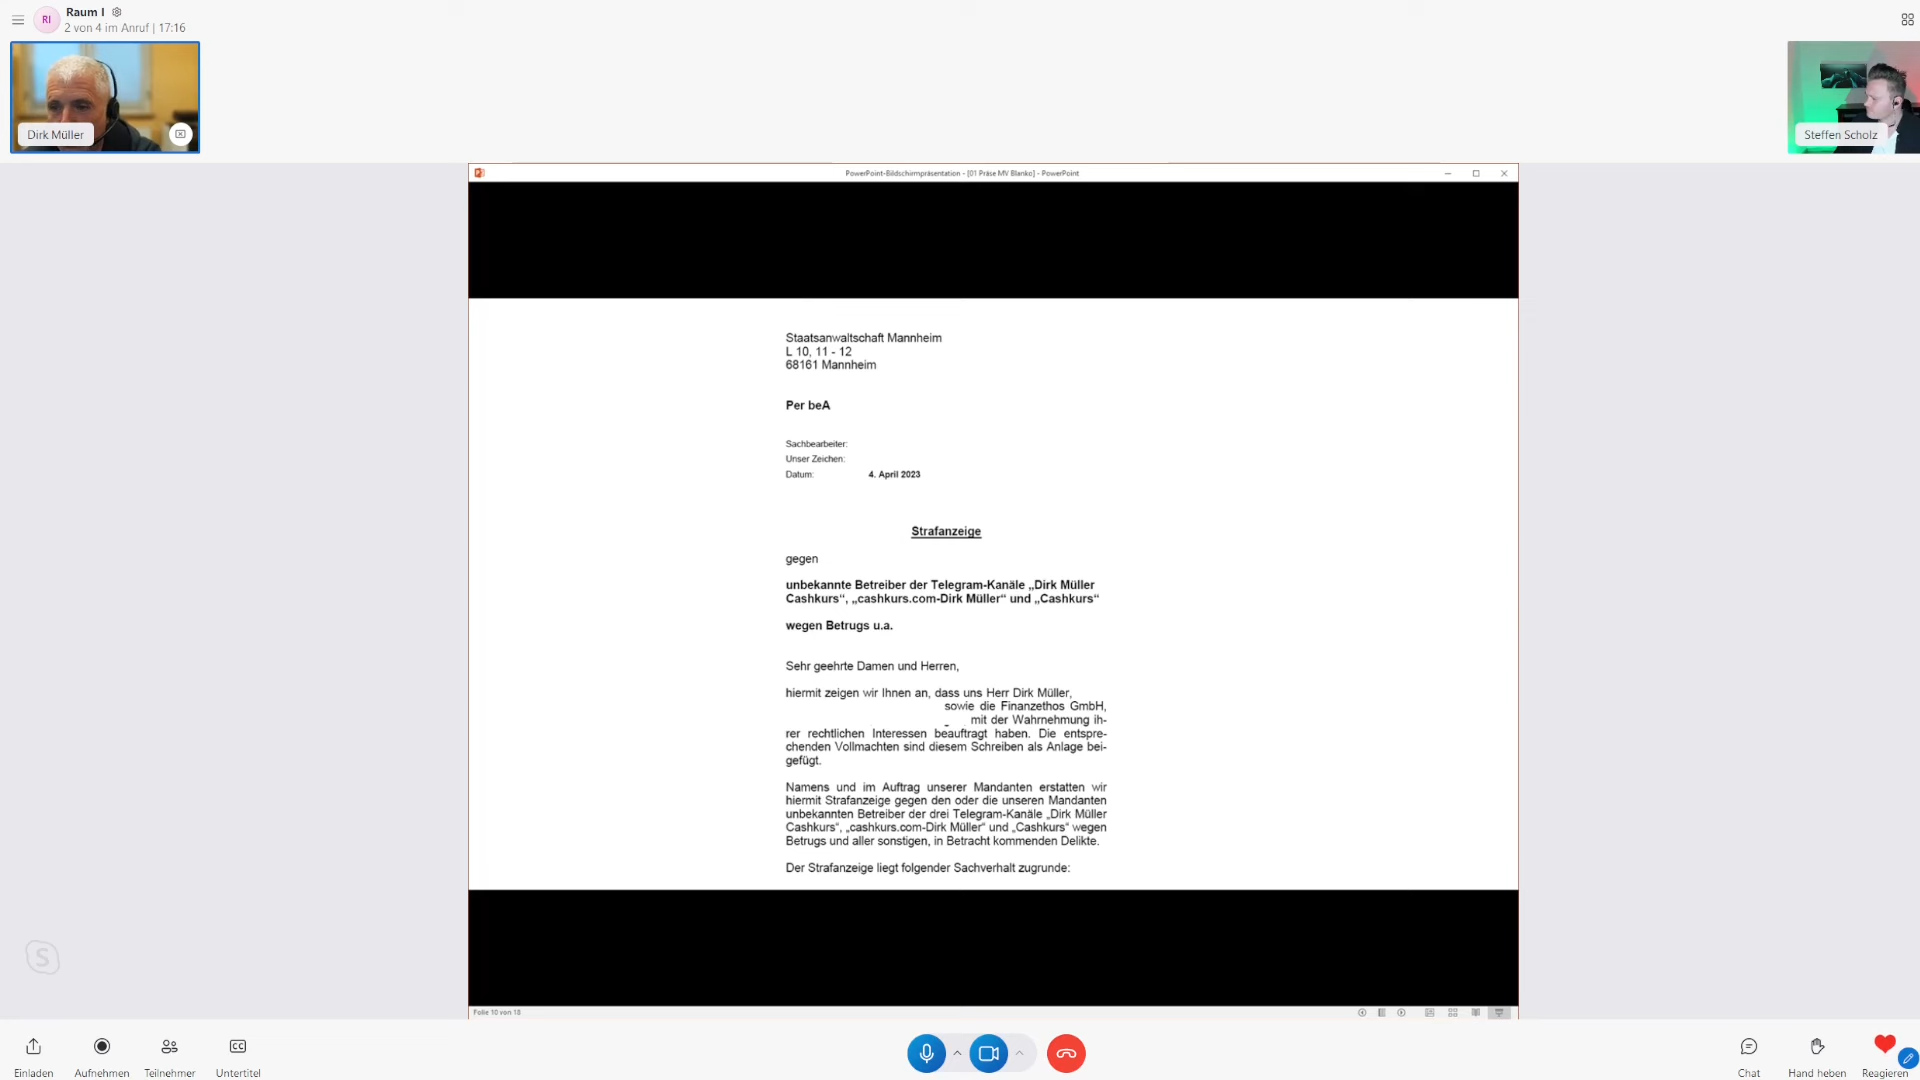 Raum I
RI
2 von 4 im Anruf | 17:16
Dirk Müller
Steffen Scholz
PowerPoint-Bildschirmpräsentation - [01 Präse MV Blanko] - PowerPoint
Staatsanwaltschaft Mannheim
L 10, 11 - 12
68161 Mannheim
Per beA
Sachbearbeiter:
Unser Zeichen:
Datum: 4. April 2023
Strafanzeige
gegen
unbekannte Betreiber der Telegram-Kanäle „Dirk Müller
Cashkurs“, „cashkurs.com-Dirk Müller“ und „Cashkurs“
wegen Betrugs u.a.
Sehr geehrte Damen und Herren,
hiermit zeigen wir Ihnen an, dass uns Herr Dirk Müller,
sowie die Finanzethos GmbH,
mit der Wahrnehmung ih-
rer rechtlichen Interessen beauftragt haben. Die entspre-
chenden Vollmachten sind diesem Schreiben als Anlage bei-
gefügt.
Namens und im Auftrag unserer Mandanten erstatten wir
hiermit Strafanzeige gegen den oder die unseren Mandanten
unbekannten Betreiber der drei Telegram-Kanäle „Dirk Müller
Cashkurs“, „cashkurs.com-Dirk Müller“ und „Cashkurs“ wegen
Betrugs und aller sonstigen, in Betracht kommenden Delikte.
Der Strafanzeige liegt folgender Sachverhalt zugrunde:
Folie 10 von 18
S
CC
Einladen Aufnehmen Teilnehmer Untertitel
Chat Hand heben Reagieren